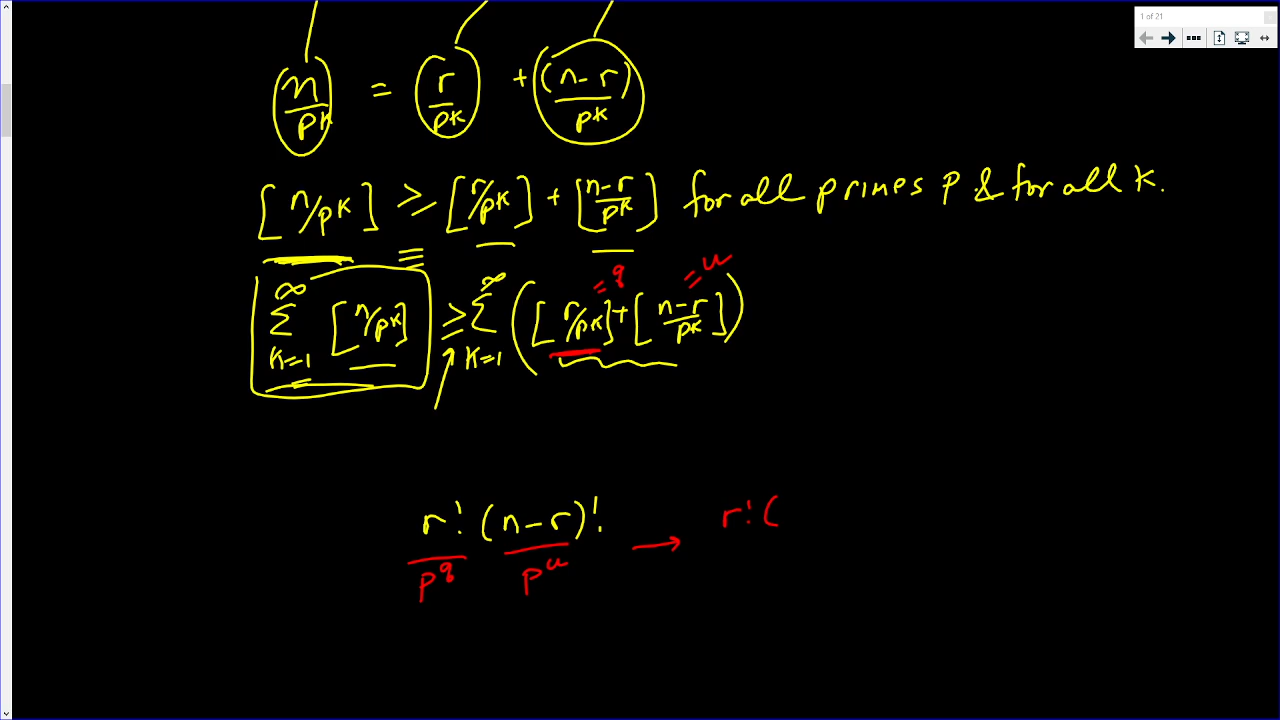 1 of 21
n/p^k = r/p^k + (n-r)/p^k
[n/p^k] ≥ [r/p^k] + [n-r/p^k] for all primes p & for all k.
= q = u
∞ ∑ k=1 [n/p^k] ≥ ∞ ∑ k=1 ([r/p^k] + [n-r/p^k])
r! (n-r)! → r! (
p^q p^u